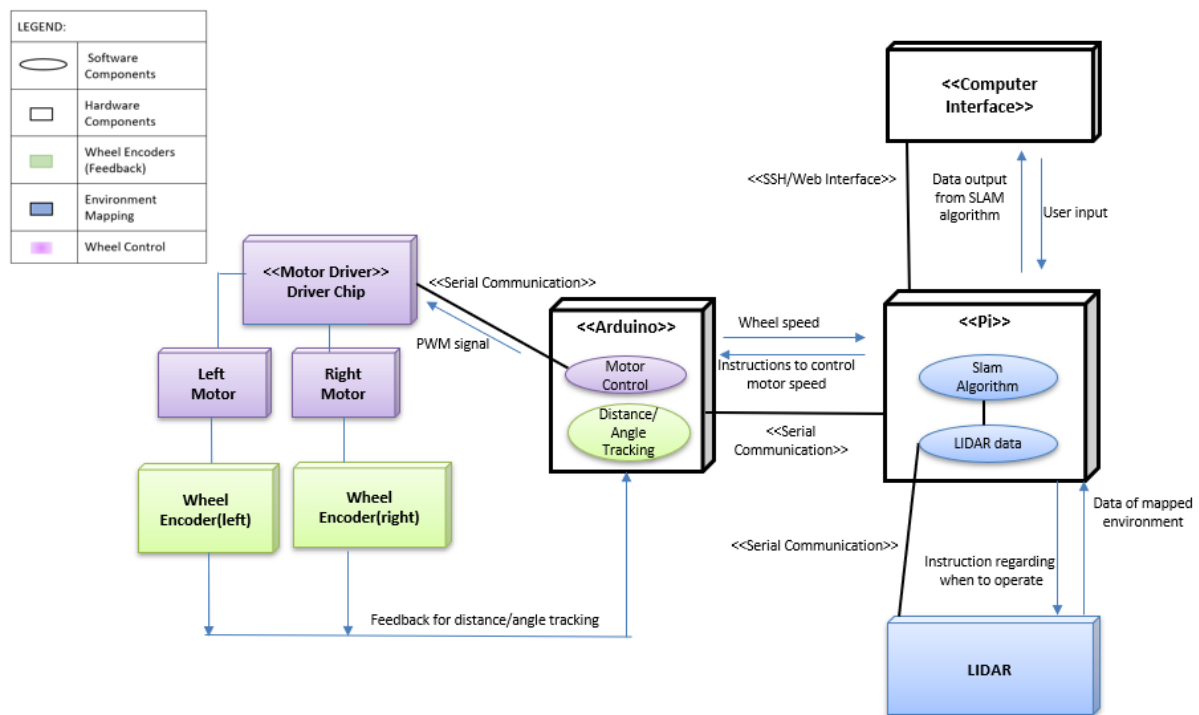 LEGEND:
Software
Components
Hardware
Components
Wheel Encoders
(Feedback)
Environment
Mapping
Wheel Control
<<Computer
Interface>>
<<SSH/Web Interface>>
Data output
from SLAM
algorithm
User input
<<Motor Driver>>
Driver Chip
<<Serial Communication>>
PWM signal
Left
Motor
Right
Motor
Wheel
Encoder(left)
Wheel
Encoder(right)
Feedback for distance/angle tracking
<<Arduino>>
Motor
Control
Distance/
Angle
Tracking
Wheel speed
Instructions to control
motor speed
<<Serial
Communication>>
<<Pi>>
Slam
Algorithm
LIDAR data
<<Serial Communication>>
Instruction regarding
when to operate
Data of mapped
environment
LIDAR